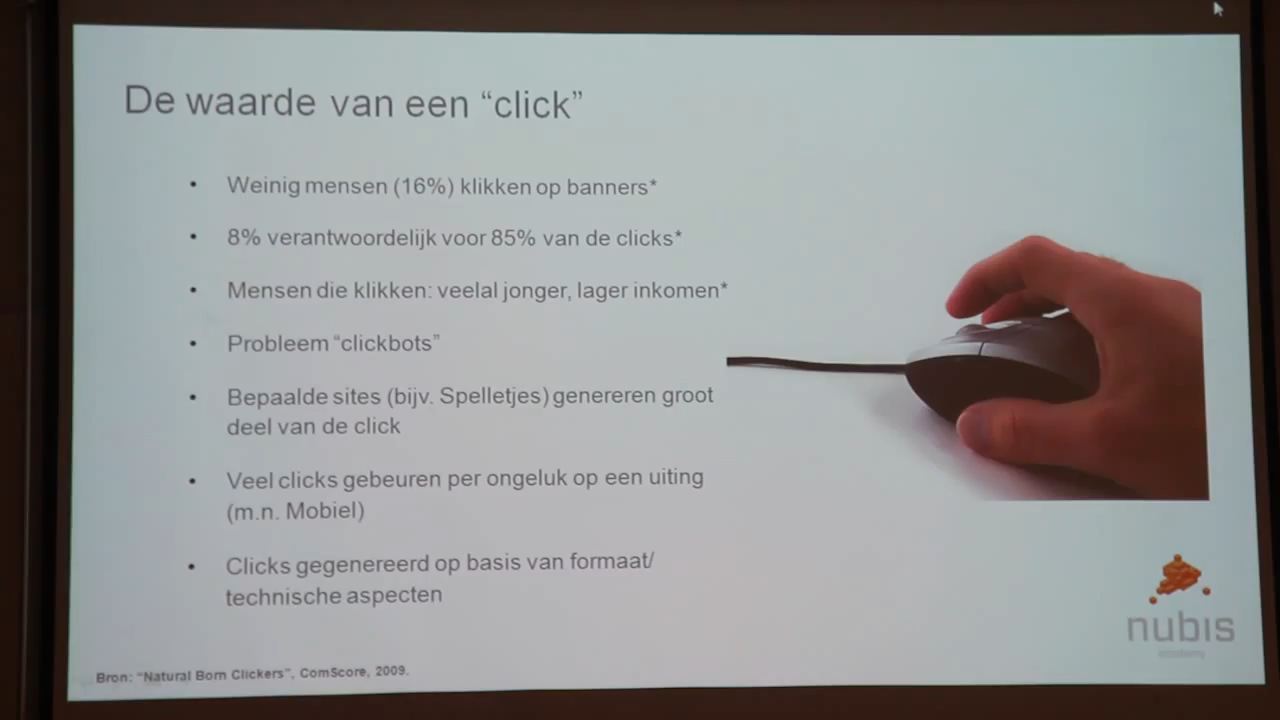 De waarde van een “click”
• Weinig mensen (16%) klikken op banners*
• 8% verantwoordelijk voor 85% van de clicks*
• Mensen die klikken: veelal jonger, lager inkomen*
• Probleem “clickbots”
• Bepaalde sites (bijv. Spelletjes) genereren groot
deel van de click
• Veel clicks gebeuren per ongeluk op een uiting
(m.n. Mobiel)
• Clicks gegenereerd op basis van formaat/
technische aspecten
nubis
academy
Bron: “Natural Born Clickers”, ComScore, 2009.